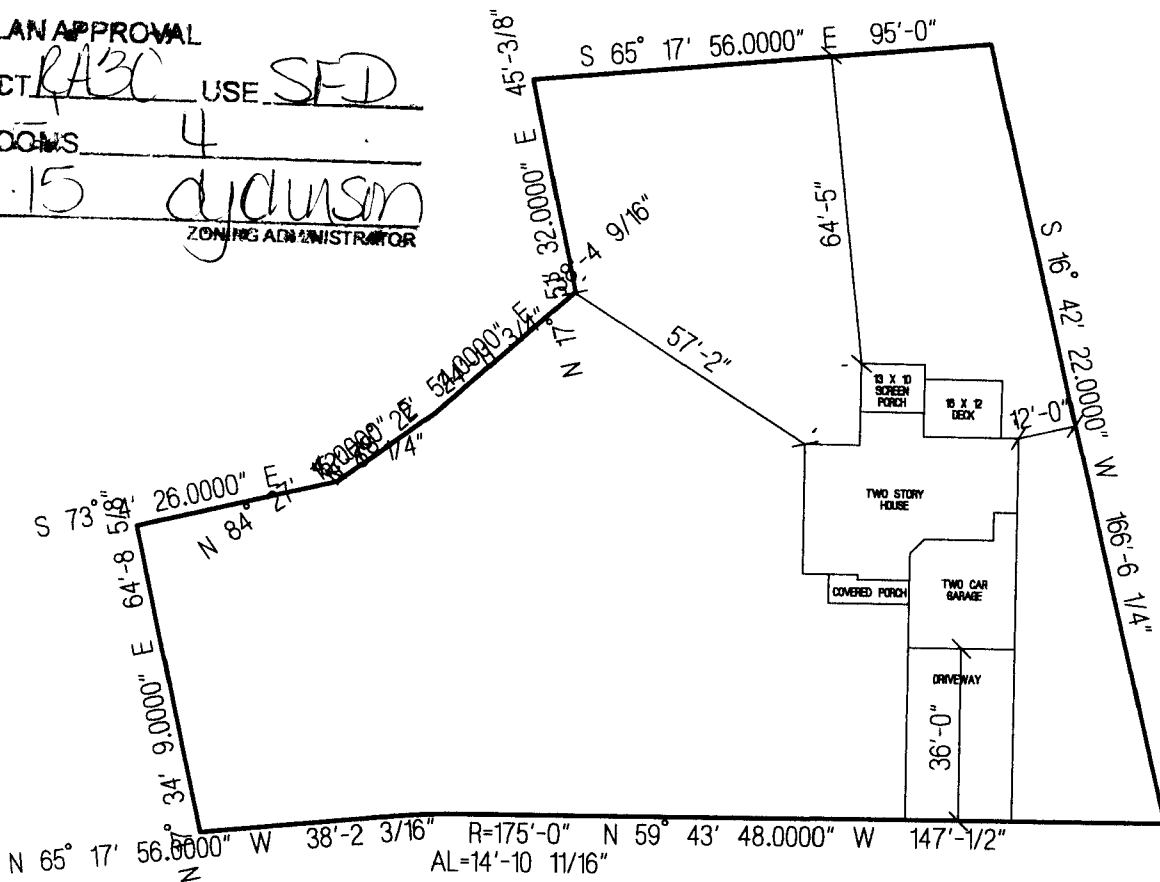 LAN APPROVAL
CT RA3C USE SFD
OOMS 4
.15
ZONING ADMINISTRATOR
S 65° 17' 56.0000" E 95'-0"
45'-3/8"
32.0000" E
N 17°
64'-5"
57'-2"
S 16° 42' 22.0000" W 166'-6 1/4"
12'-0"
13 X 10
SCREEN
PORCH
16 X 12
DECK
TWO STORY
HOUSE
COVERED PORCH
TWO CAR
GARAGE
DRIVEWAY
36'-0"
S 73° 4' 26.0000" E
N 84° 27'
64'-8 5/8"
34' 9.0000" E
N 65° 17' 56.0000" W 38'-2 3/16" R=175'-0" N 59° 43' 48.0000" W 147'-1/2"
AL=14'-10 11/16"